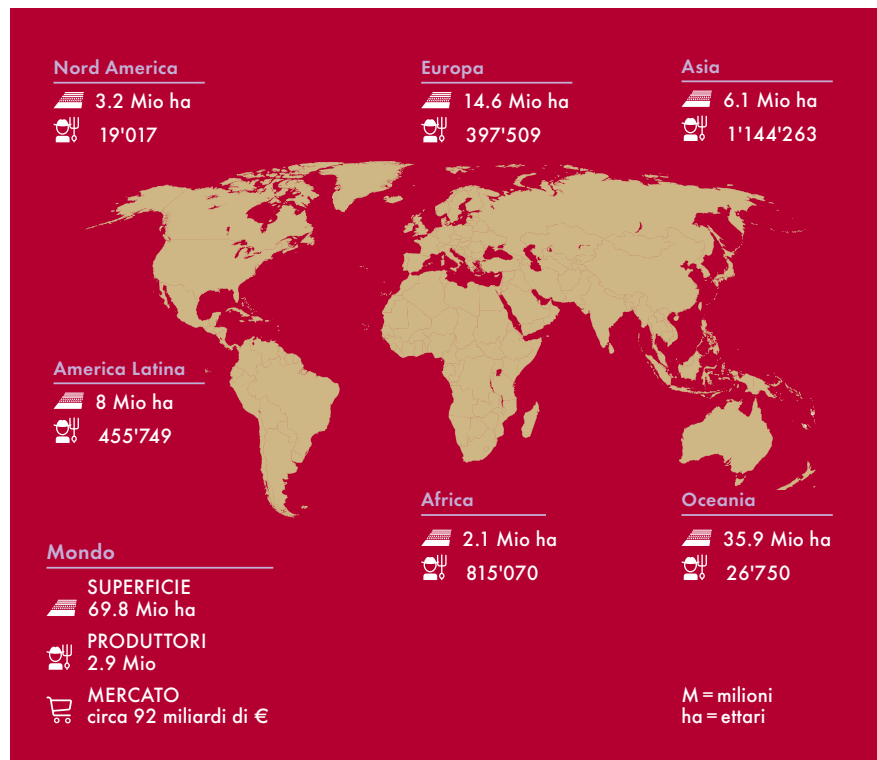 Nord America
3.2 Mio ha
19'017
Europa
14.6 Mio ha
397'509
Asia
6.1 Mio ha
1'144'263
America Latina
8 Mio ha
455'749
Africa
2.1 Mio ha
815'070
Oceania
35.9 Mio ha
26'750
Mondo
SUPERFICIE
69.8 Mio ha
PRODUTTORI
2.9 Mio
MERCATO
circa 92 miliardi di €
M = milioni
ha = ettari